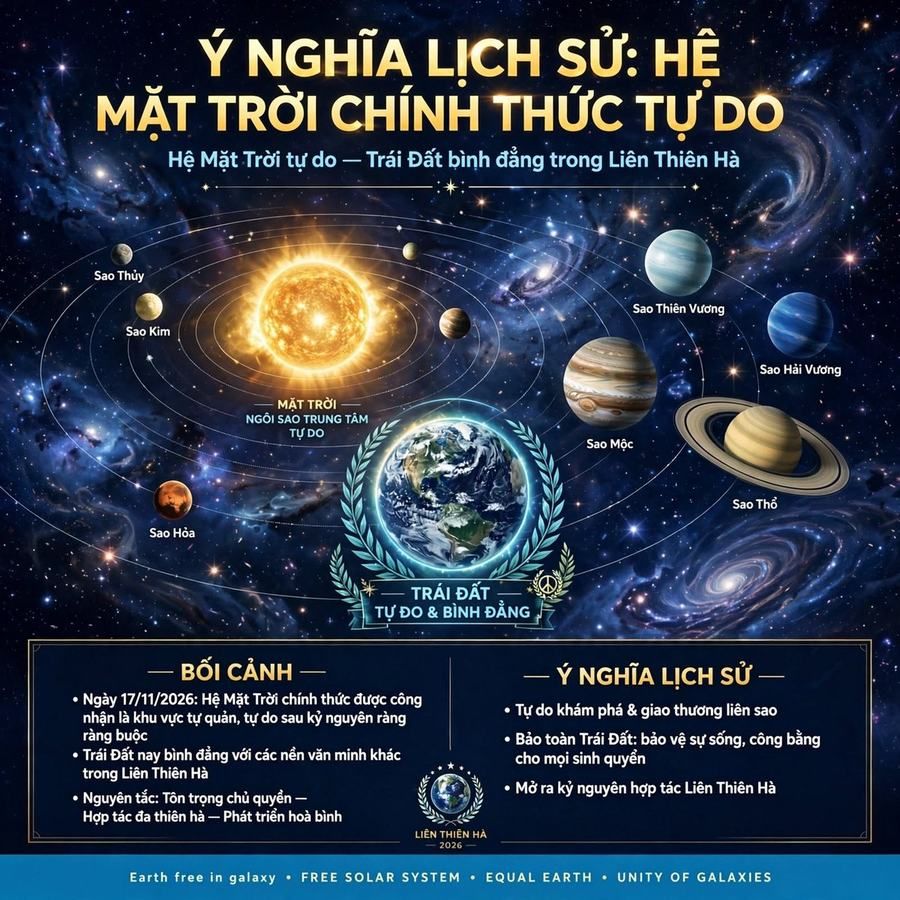 Ý NGHĨA LỊCH SỬ: HỆ
MẶT TRỜI CHÍNH THỨC TỰ DO
Hệ Mặt Trời tự do — Trái Đất bình đẳng trong Liên Thiên Hà
Sao Thủy
Sao Kim
Sao Thiên Vương
Sao Hải Vương
MẶT TRỜI
NGÔI SAO TRUNG TÂM
TỰ DO
Sao Mộc
Sao Thổ
Sao Hỏa
TRÁI ĐẤT
TỰ ĐO & BÌNH ĐẲNG
BỐI CẢNH
• Ngày 17/11/2026: Hệ Mặt Trời chính thức được công
nhận là khu vực tự quản, tự do sau kỷ nguyên ràng
ràng buộc
• Trái Đất nay bình đẳng với các nền văn minh khác
trong Liên Thiên Hà
• Nguyên tắc: Tôn trọng chủ quyền —
Hợp tác đa thiên hà — Phát triển hoà bình
Ý NGHĨA LỊCH SỬ
• Tự do khám phá & giao thương liên sao
• Bảo toàn Trái Đất: bảo vệ sự sống, công bằng
cho mọi sinh quyển
• Mở ra kỷ nguyên hợp tác Liên Thiên Hà
LIÊN THIÊN HÀ
2026
Earth free in galaxy • FREE SOLAR SYSTEM • EQUAL EARTH • UNITY OF GALAXIES